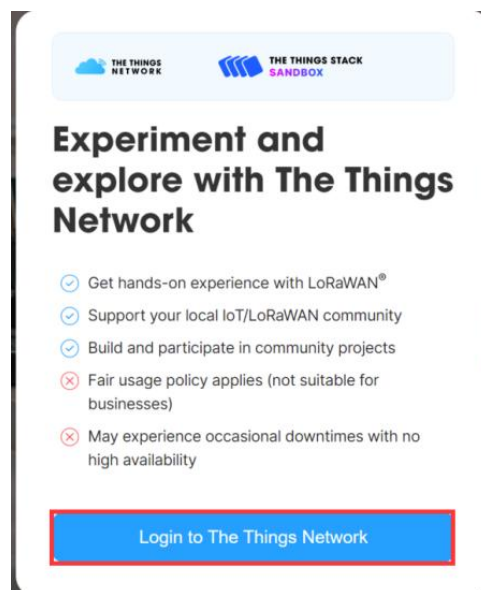 THE THINGS
NETWORK
THE THINGS STACK
SANDBOX
Experiment and
explore with The Things
Network
Get hands-on experience with LoRaWAN®
Support your local IoT/LoRaWAN community
Build and participate in community projects
Fair usage policy applies (not suitable for
businesses)
May experience occasional downtimes with no
high availability
Login to The Things Network